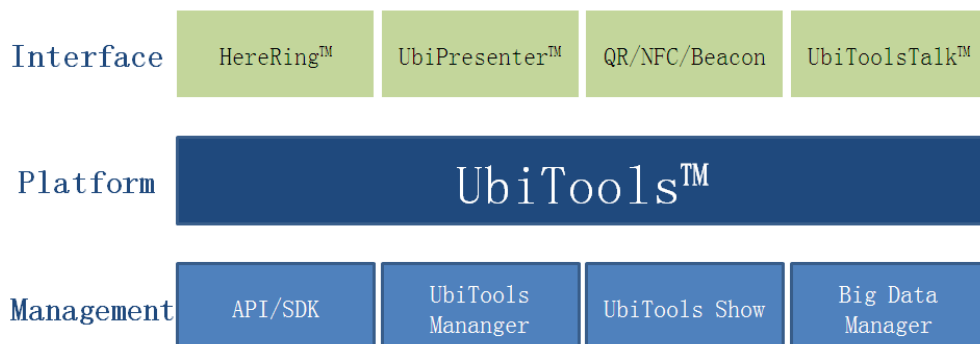 Interface
HereRing™
UbiPresenter™
QR/NFC/Beacon
UbiToolsTalk™
Platform
UbiTools™
Management
API/SDK
UbiTools
Mananger
UbiTools Show
Big Data
Manager